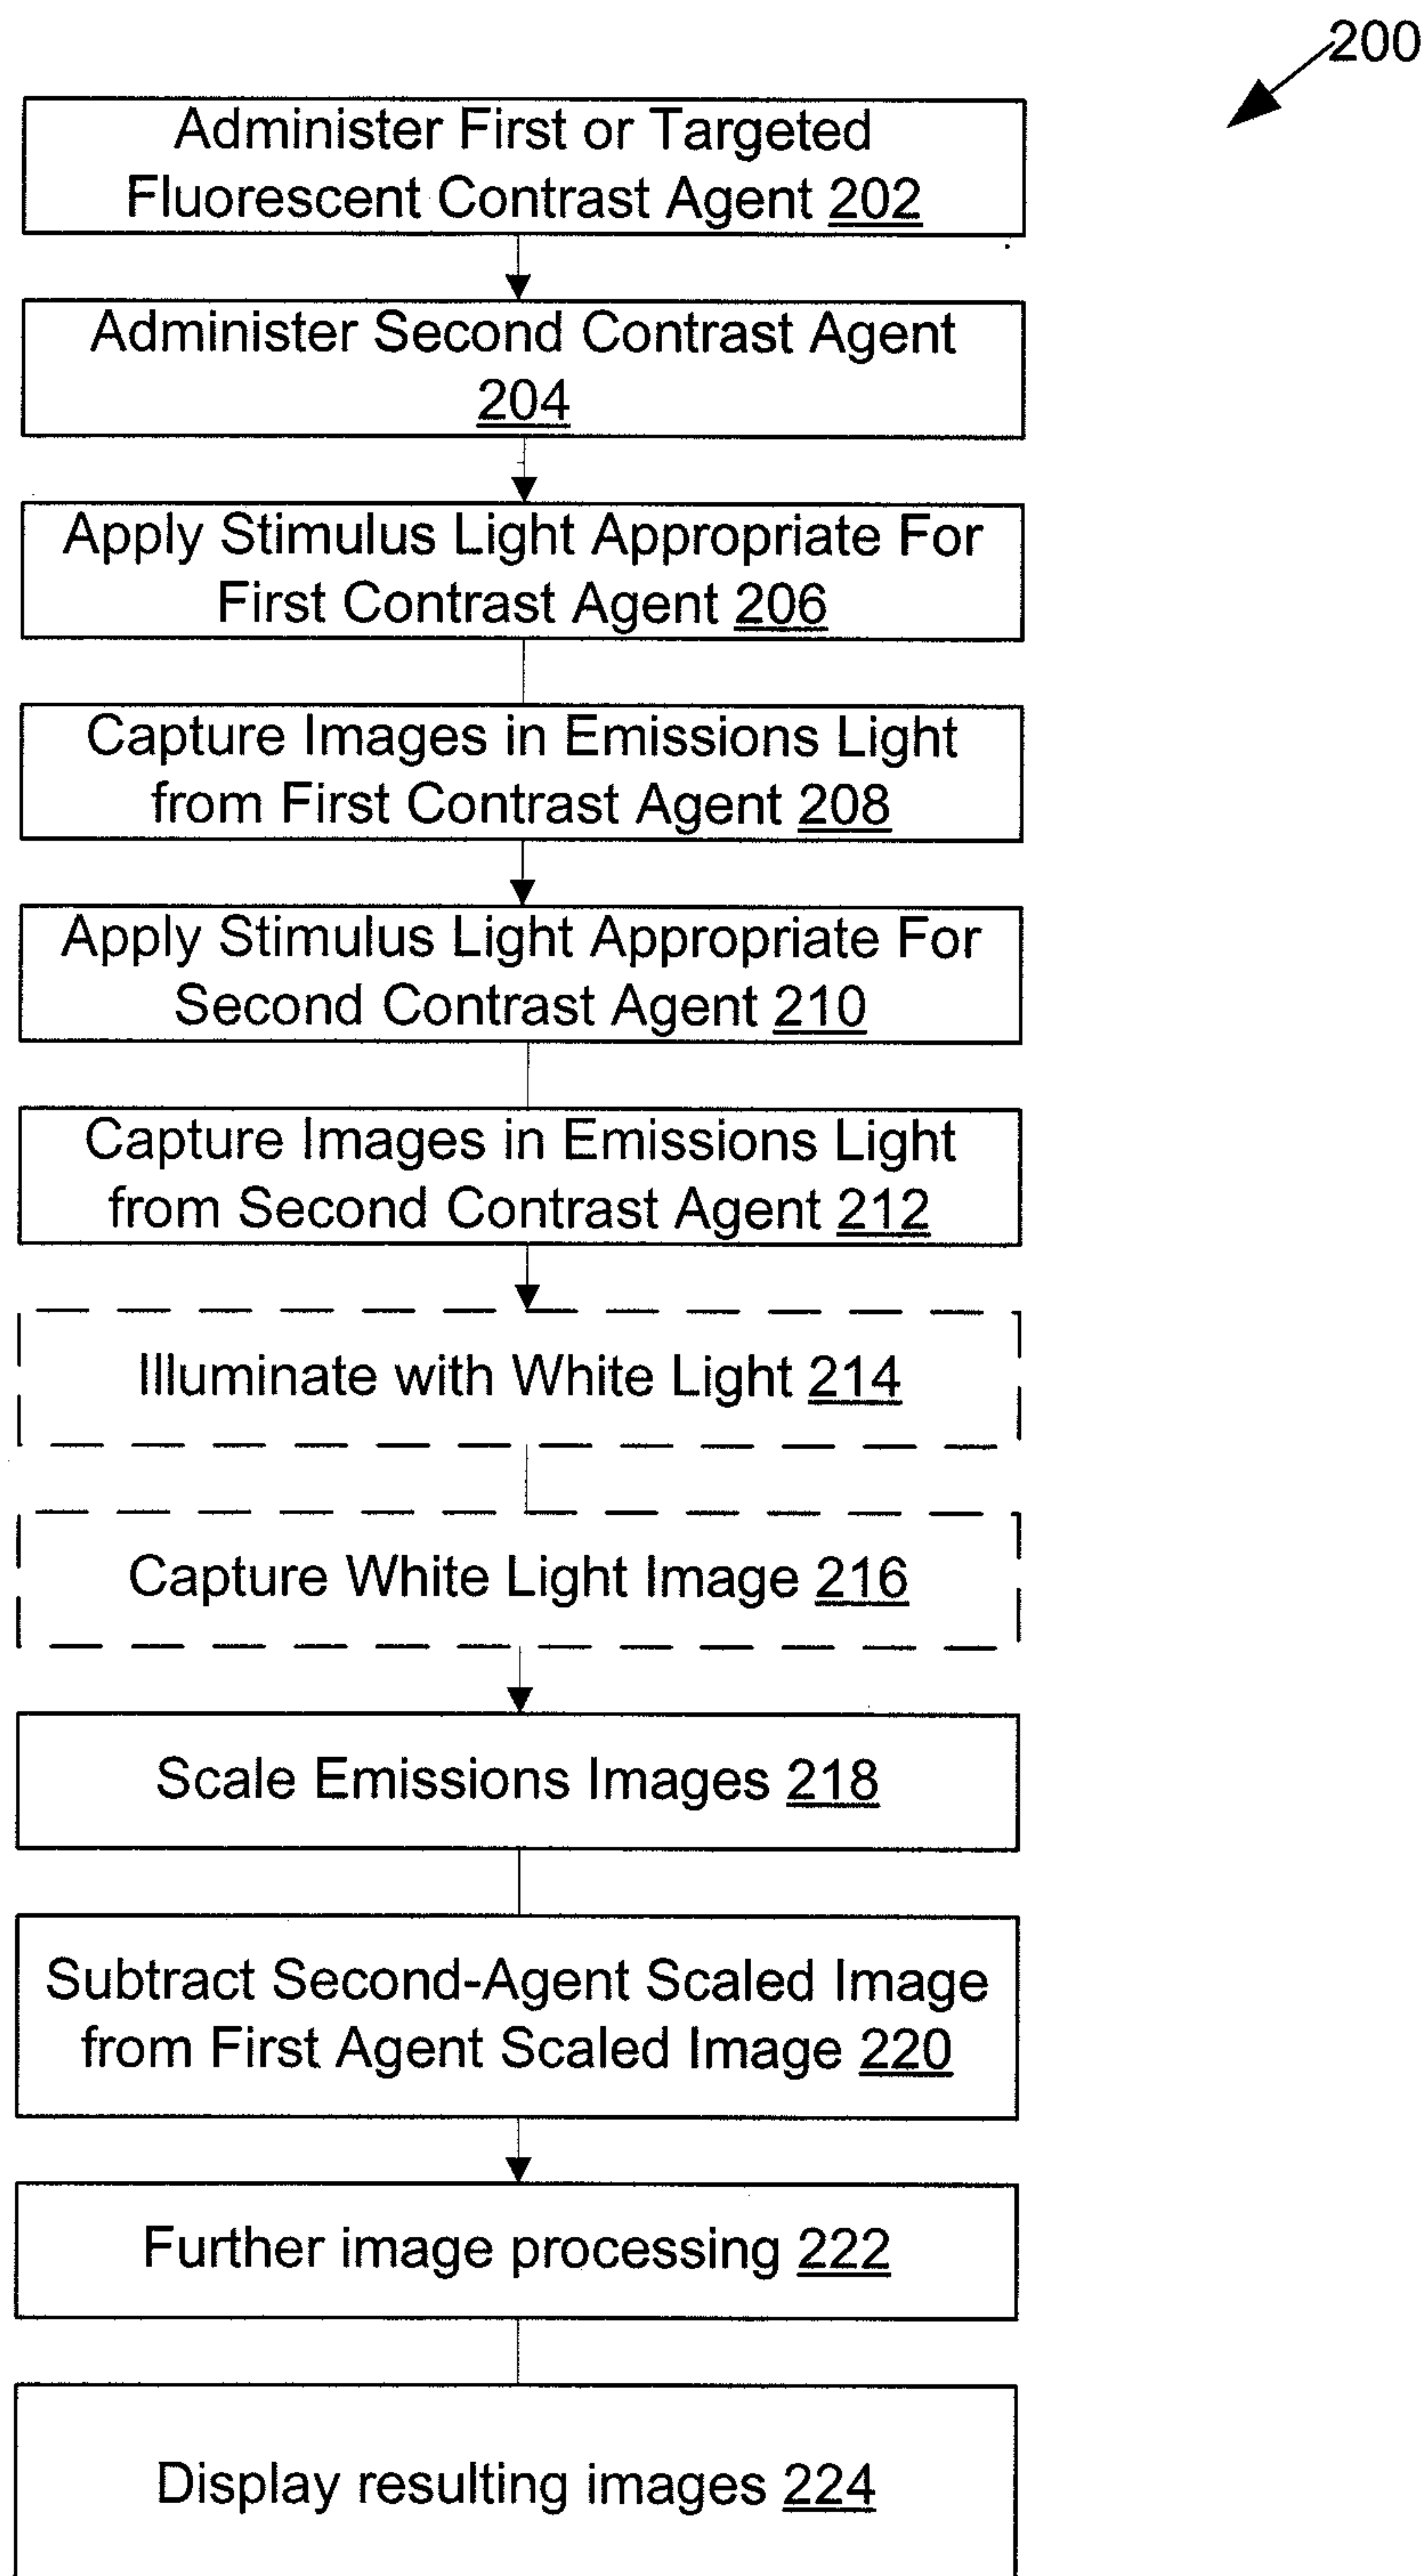 200
Administer First or Targeted
Fluorescent Contrast Agent 202
Administer Second Contrast Agent
204
Apply Stimulus Light Appropriate For
First Contrast Agent 206
Capture Images in Emissions Light
from First Contrast Agent 208
Apply Stimulus Light Appropriate For
Second Contrast Agent 210
Capture Images in Emissions Light
from Second Contrast Agent 212
Illuminate with White Light 214
Capture White Light Image 216
Scale Emissions Images 218
Subtract Second-Agent Scaled Image
from First Agent Scaled Image 220
Further image processing 222
Display resulting images 224